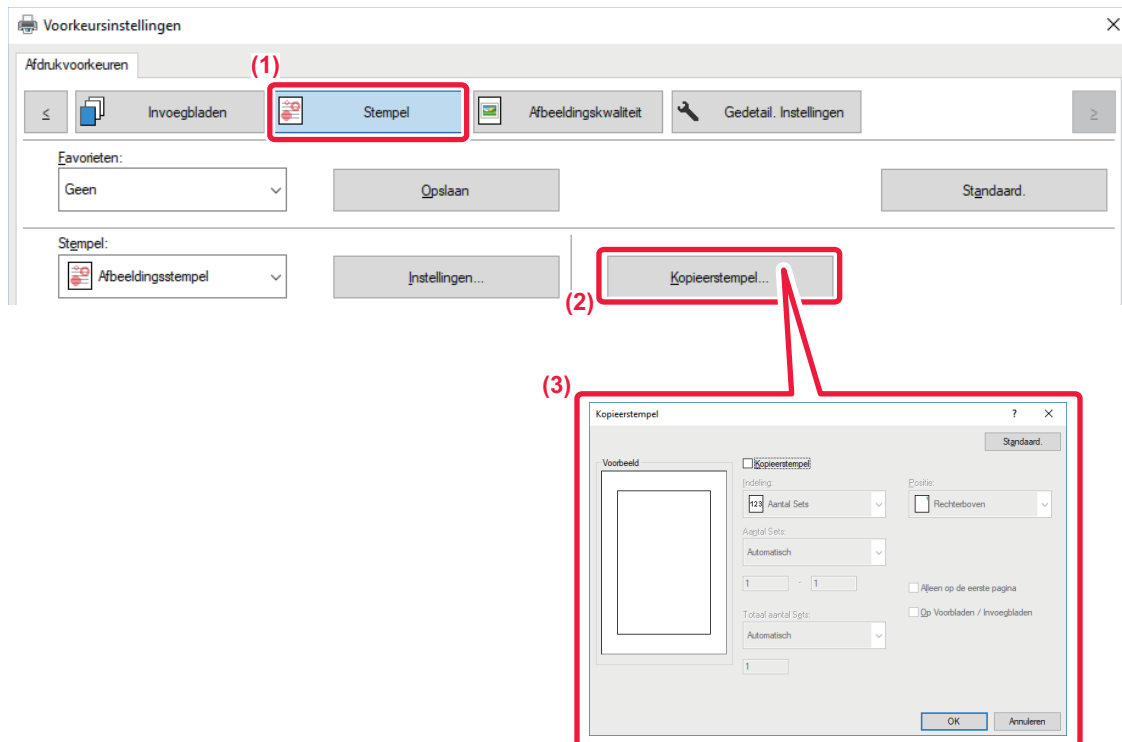 Voorkeursinstellingen
Afdrukvoorkeuren
(1)
< Invoegbladen Stempel Afbeeldingskwaliteit Gedetail. Instellingen >
Favorieten:
Geen Opslaan Standaard.
Stempel:
Afbeeldingsstempel Instellingen... Kopieerstempel...
(2)
(3)
Kopieerstempel ?
Standaard.
Voorbeeld Kopieerstempel
Indeling: Positie:
123 Aantal Sets 1 Rechterboven
Aantal Sets:
Automatisch
1 - 1 Alleen op de eerste pagina
Totaal aantal Sets: Op Voorbladen / Invoegbladen
Automatisch
1
OK Annuleren